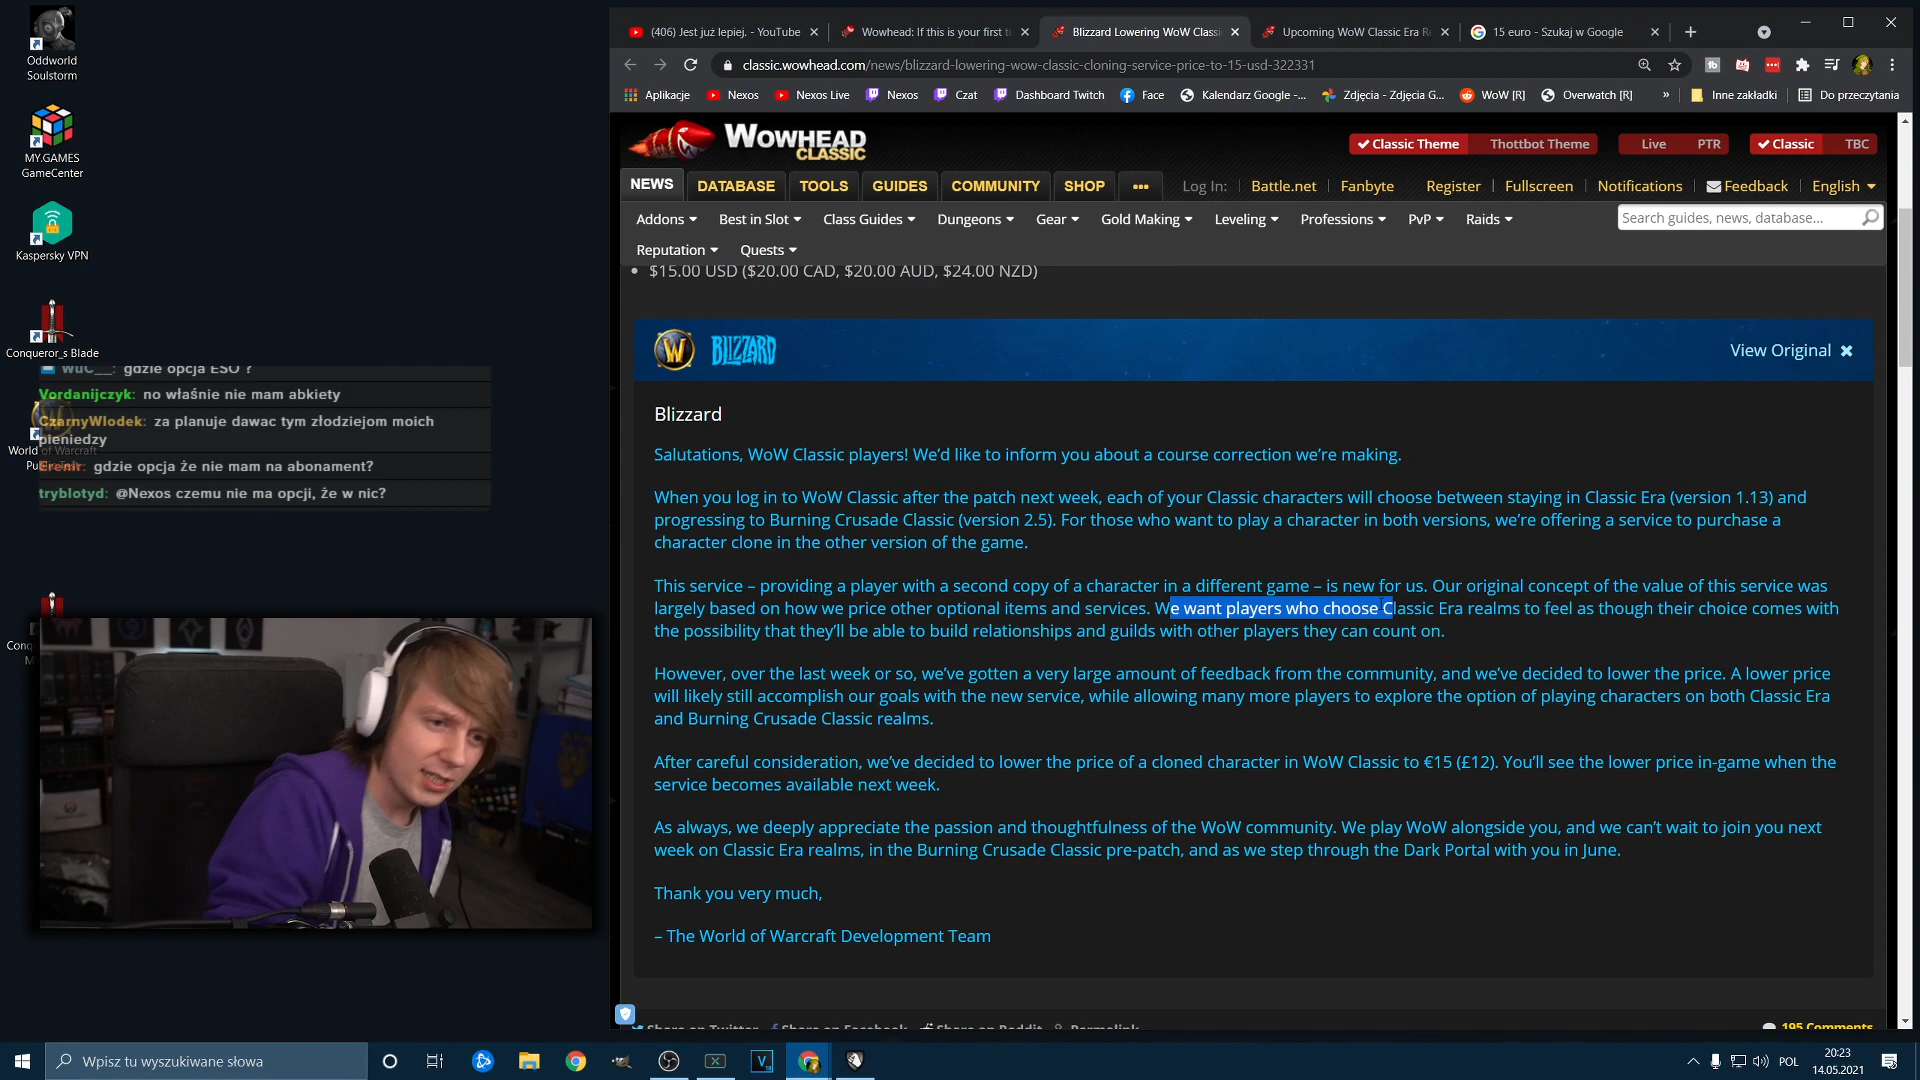 Oddworld
Soulstorm
MY.GAMES
GameCenter
Kaspersky VPN
Conqueror_s Blade
World of Warcraft
WuC__: gdzie opcja ESO ?
Vordanijczyk: no właśnie nie mam abkiety
CzarnyWlodek: za planuje dawac tym złodziejom moich
pieniedzy
gdzie opcja że nie mam na abonament?
tryblotyd: @Nexos czemu nie ma opcji, że w nic?
(406) Jest już lepiej. - YouTube
Wowhead: If this is your first ti
Blizzard Lowering WoW Classi
Upcoming WoW Classic Era Re
15 euro - Szukaj w Google
classic.wowhead.com/news/blizzard-lowering-wow-classic-cloning-service-price-to-15-usd-322331
Aplikacje
Nexos
Nexos Live
Nexos
Czat
Dashboard Twitch
Face
Kalendarz Google -...
Zdjęcia - Zdjęcia G...
WoW [R]
Overwatch [R]
»
Inne zakładki
Do przeczytania
WOWHEAD
CLASSIC
Classic Theme
Thottbot Theme
Live
PTR
Classic
TBC
NEWS
DATABASE
TOOLS
GUIDES
COMMUNITY
SHOP
Log In:
Battle.net
Fanbyte
Register
Fullscreen
Notifications
Feedback
English
Addons
Best in Slot
Class Guides
Dungeons
Gear
Gold Making
Leveling
Professions
PvP
Raids
Search guides, news, database...
Reputation
Quests
• $15.00 USD ($20.00 CAD, $20.00 AUD, $24.00 NZD)
BLIZZARD
View Original
Blizzard
Salutations, WoW Classic players! We’d like to inform you about a course correction we’re making.
When you log in to WoW Classic after the patch next week, each of your Classic characters will choose between staying in Classic Era (version 1.13) and
progressing to Burning Crusade Classic (version 2.5). For those who want to play a character in both versions, we’re offering a service to purchase a
character clone in the other version of the game.
This service – providing a player with a second copy of a character in a different game – is new for us. Our original concept of the value of this service was
largely based on how we price other optional items and services. We want players who choose Classic Era realms to feel as though their choice comes with
the possibility that they’ll be able to build relationships and guilds with other players they can count on.
However, over the last week or so, we’ve gotten a very large amount of feedback from the community, and we’ve decided to lower the price. A lower price
will likely still accomplish our goals with the new service, while allowing many more players to explore the option of playing characters on both Classic Era
and Burning Crusade Classic realms.
After careful consideration, we’ve decided to lower the price of a cloned character in WoW Classic to €15 (£12). You’ll see the lower price in-game when the
service becomes available next week.
As always, we deeply appreciate the passion and thoughtfulness of the WoW community. We play WoW alongside you, and we can’t wait to join you next
week on Classic Era realms, in the Burning Crusade Classic pre-patch, and as we step through the Dark Portal with you in June.
Thank you very much,
– The World of Warcraft Development Team
Share on Twitter
Share on Facebook
Share on Reddit
Permalink
195 Comments
Wpisz tu wyszukiwane słowa
POL
20:23
14.05.2021